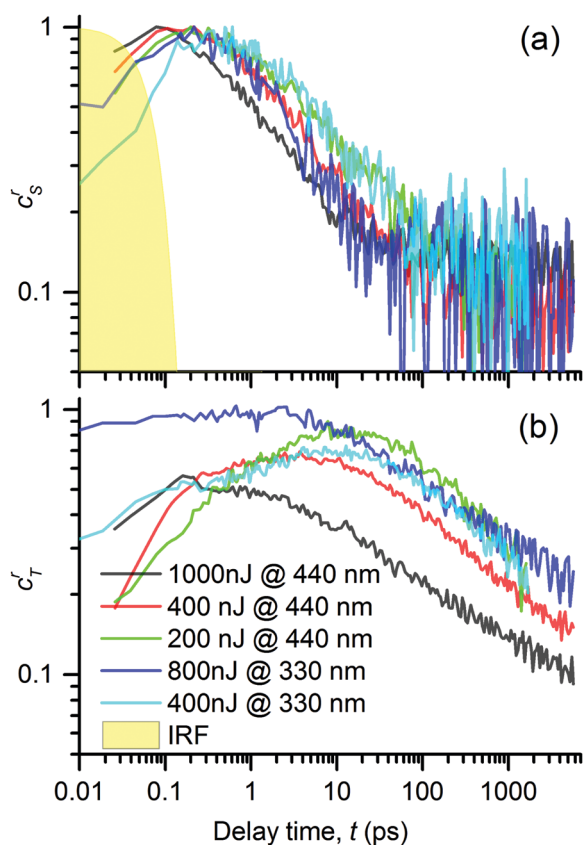 (a)
1
0.1
c^r_S
(b)
1
0.1
c^r_T
1000nJ @ 440 nm
400 nJ @ 440 nm
200 nJ @ 440 nm
800nJ @ 330 nm
400nJ @ 330 nm
IRF
0.01 0.1 1 10 100 1000
Delay time, t (ps)